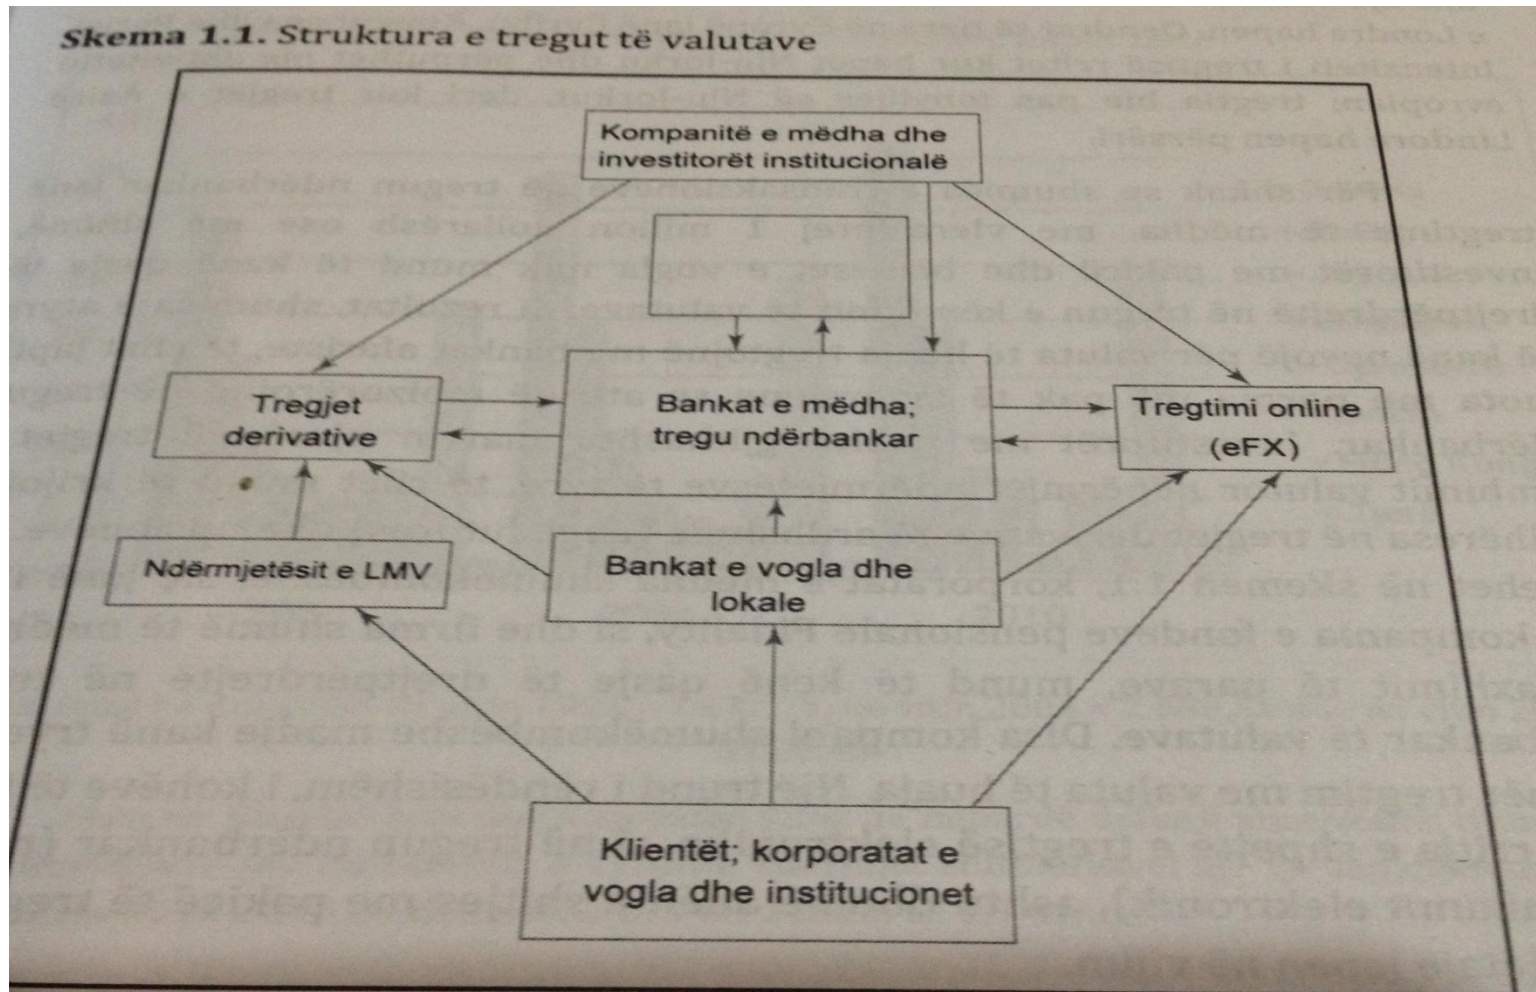 Skema 1.1. Struktura e tregut të valutave
Kompanitë e mëdha dhe
investitorët institucionalë
Tregjet
derivative
Bankat e mëdha;
tregu ndërbankar
Tregtimi online
(eFX)
Ndërmjetësit e LMV
Bankat e vogla dhe
lokale
Klientët; korporatat e
vogla dhe institucionet